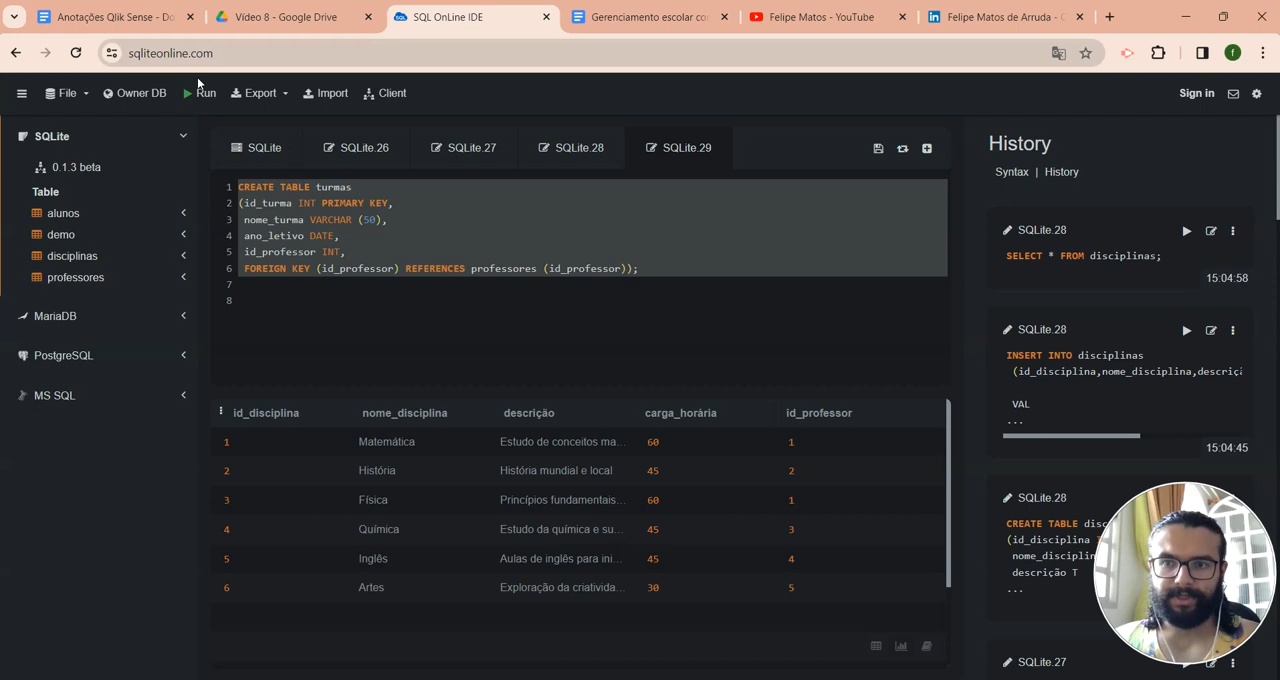 Anotações Qlik Sense - Do
Vídeo 8 - Google Drive
SQL OnLine IDE
Gerenciamento escolar co
Felipe Matos - YouTube
Felipe Matos de Arruda - C
sqliteonline.com
f
File
Owner DB
Run
Export
Import
Client
Sign in
SQLite
0.1.3 beta
Table
alunos
demo
disciplinas
professores
MariaDB
PostgreSQL
MS SQL
SQLite
SQLite.26
SQLite.27
SQLite.28
SQLite.29
1 CREATE TABLE turmas
2 (id_turma INT PRIMARY KEY,
3 nome_turma VARCHAR (50),
4 ano_letivo DATE,
5 id_professor INT,
6 FOREIGN KEY (id_professor) REFERENCES professores (id_professor));
7
8
id_disciplina nome_disciplina descrição carga_horária id_professor
1 Matemática Estudo de conceitos ma... 60 1
2 História História mundial e local 45 2
3 Física Princípios fundamentais... 60 1
4 Química Estudo da química e su... 45 3
5 Inglês Aulas de inglês para ini... 45 4
6 Artes Exploração da criativida... 30 5
History
Syntax | History
SQLite.28
SELECT * FROM disciplinas;
15:04:58
SQLite.28
INSERT INTO disciplinas
(id_disciplina,nome_disciplina,descriçã
VAL
...
15:04:45
SQLite.28
CREATE TABLE disc
(id_disciplina
nome_disciplin
descrição T
...
SQLite.27